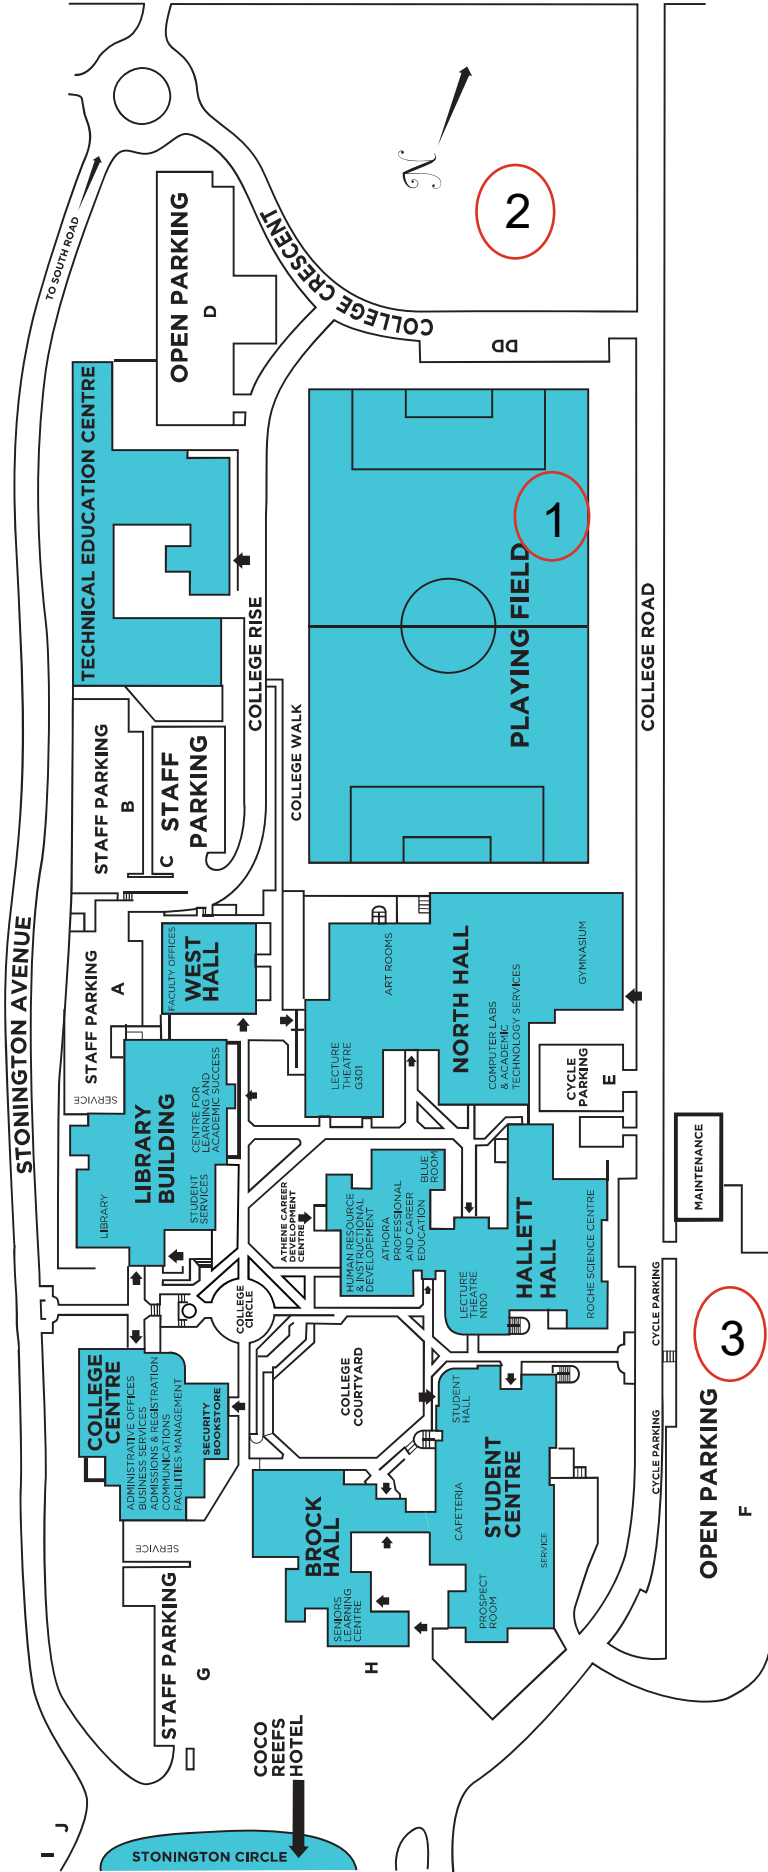 N
2
TO SOUTH ROAD
OPEN PARKING
D
COLLEGE CRESCENT
DD
TECHNICAL EDUCATION CENTRE
1
PLAYING FIELD
COLLEGE RISE
COLLEGE ROAD
COLLEGE WALK
STAFF PARKING
B
STAFF
PARKING
C
STONINGTON AVENUE
STAFF PARKING
A
SERVICE
FACULTY OFFICES
WEST
HALL
ART ROOMS
NORTH HALL
GYMNASIUM
LECTURE
THEATRE
G301
COMPUTER LABS
& ACADEMIC
TECHNOLOGY SERVICES
CYCLE
PARKING
E
LIBRARY
BUILDING
CENTRE FOR
LEARNING AND
ACADEMIC SUCCESS
STUDENT
SERVICES
LIBRARY
ATHENE CAREER
DEVELOPMENT
CENTRE
HUMAN RESOURCE
& INSTRUCTIONAL
DEVELOPMENT
ATHORA
PROFESSIONAL
AND CAREER
EDUCATION
BLUE
ROOM
LECTURE
THEATRE
N100
HALLETT
HALL
ROCHE SCIENCE CENTRE
MAINTENANCE
COLLEGE
CIRCLE
CYCLE PARKING
3
COLLEGE
CENTRE
ADMINISTRATIVE OFFICES
BUSINESS SERVICES
ADMISSIONS & REGISTRATION
COMMUNICATIONS
FACILITIES MANAGEMENT
SECURITY
BOOKSTORE
COLLEGE
COURTYARD
STUDENT
HALL
CAFETERIA
STUDENT
CENTRE
SERVICE
PROSPECT
ROOM
CYCLE PARKING
OPEN PARKING
F
SERVICE
BROCK
HALL
SENIORS
LEARNING
CENTRE
STAFF PARKING
G
H
COCO
REEFS
HOTEL
I
J
STONINGTON CIRCLE